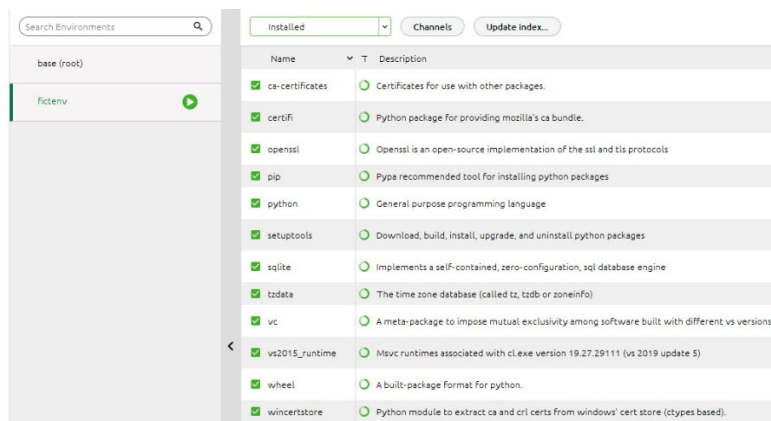 Search Environments
Installed
Channels
Update index...
base (root)
fictenv
Name T Description
ca-certificates Certificates for use with other packages.
certifi Python package for providing mozilla's ca bundle.
openssl Openssl is an open-source implementation of the ssl and tls protocols
pip Pypa recommended tool for installing python packages
python General purpose programming language
setuptools Download, build, install, upgrade, and uninstall python packages
sqlite Implements a self-contained, zero-configuration, sql database engine
tzdata The time zone database (called tz, tzdb or zoneinfo)
vc A meta-package to impose mutual exclusivity among software built with different vs versions
vs2015_runtime Msvc runtimes associated with cl.exe version 19.27.29111 (vs 2019 update 5)
wheel A built-package format for python.
wincertstore Python module to extract ca and crl certs from windows' cert store (ctypes based).